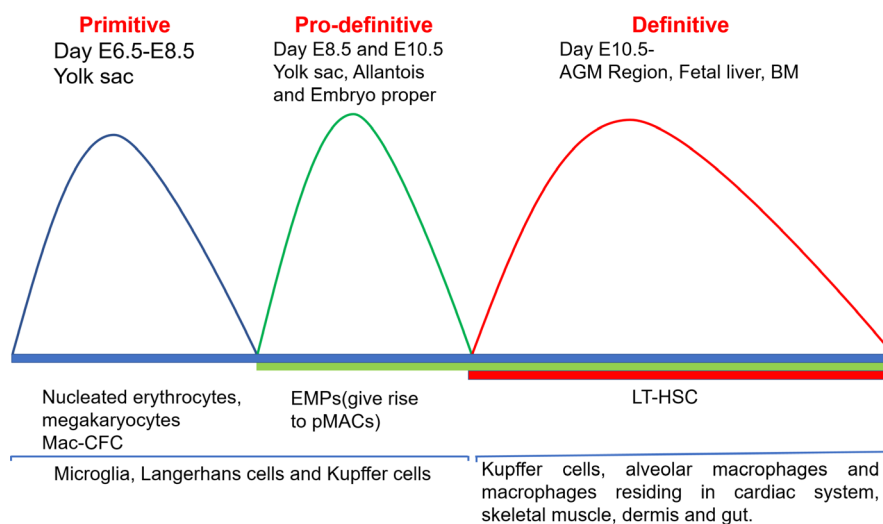 Primitive
Day E6.5-E8.5
Yolk sac
Pro-definitive
Day E8.5 and E10.5
Yolk sac, Allantois
and Embryo proper
Definitive
Day E10.5-
AGM Region, Fetal liver, BM
Nucleated erythrocytes,
megakaryocytes
Mac-CFC
EMPs(give rise
to pMACs)
LT-HSC
Microglia, Langerhans cells and Kupffer cells
Kupffer cells, alveolar macrophages and
macrophages residing in cardiac system,
skeletal muscle, dermis and gut.